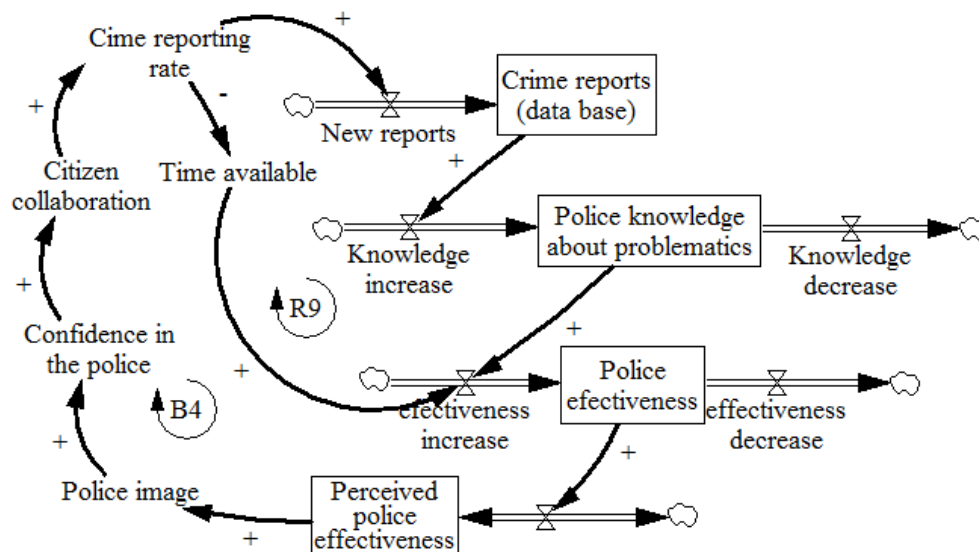 Cime reporting
rate
+
-
+
New reports
Crime reports
(data base)
+
Citizen
collaboration
Time available
+
Knowledge
increase
Police knowledge
about problematics
Knowledge
decrease
+
R9
+
Confidence in
the police
+
B4
+
efectiveness
increase
Police
efectiveness
effectiveness
decrease
+
+
Police image
+
Perceived
police
effectiveness